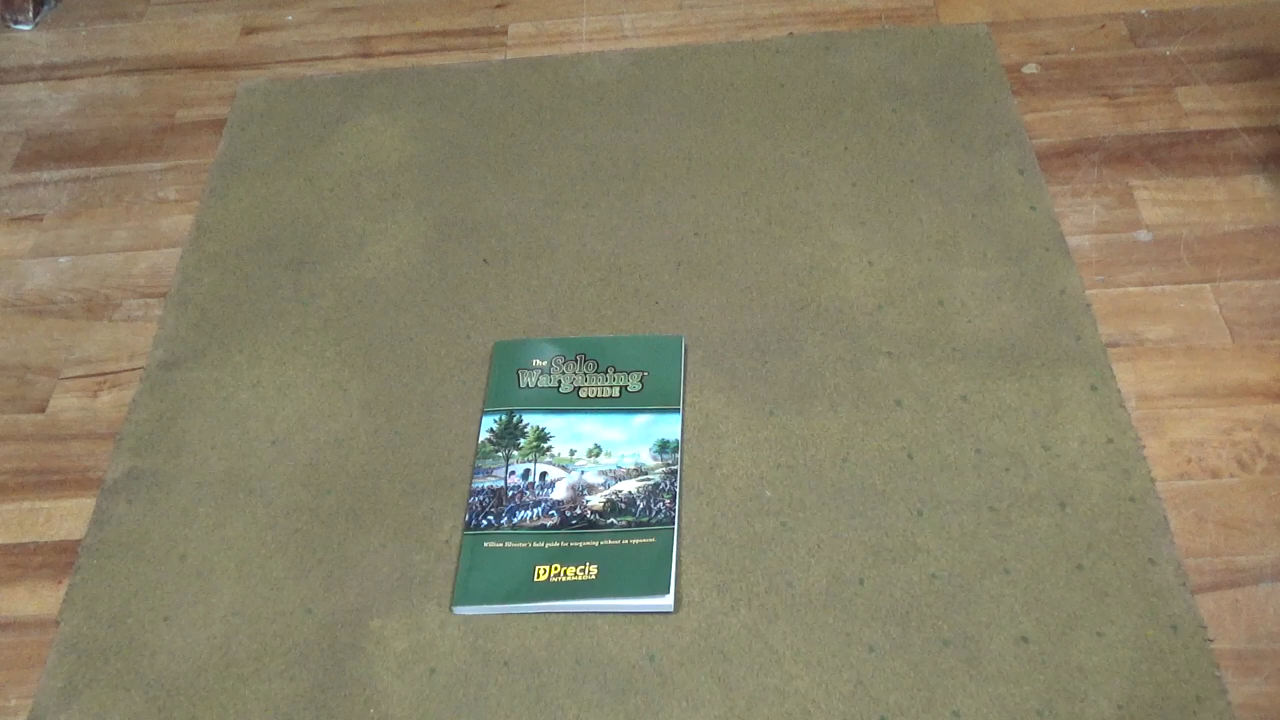 The Solo
Wargaming™
GUIDE
William Silvester's field guide for wargaming without an opponent.
Precis
INTERMEDIA